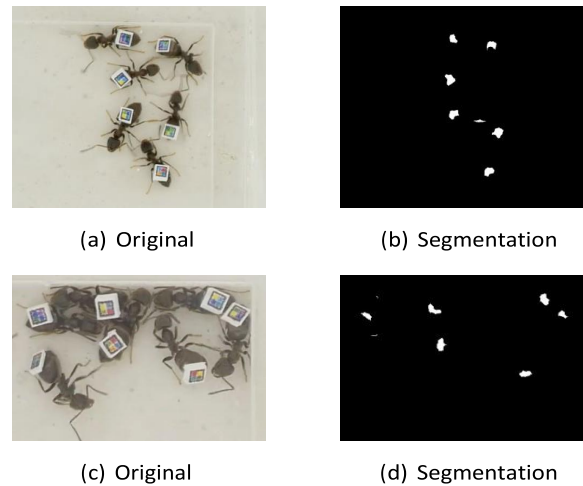 (a) Original
(b) Segmentation
(c) Original
(d) Segmentation